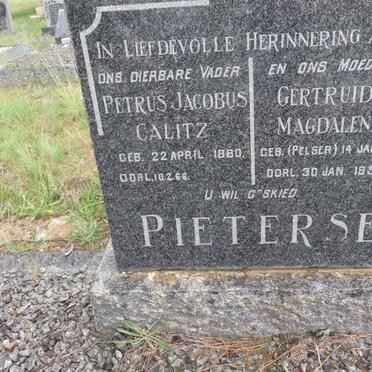 IN LIEFDEVOLLE HERINNERING
ONS DIERBARE VADER
PETRUS JACOBUS
CALITZ
GEB. 22 APRIL 1880.
OORL. 10.2.66.
EN ONS MOED
GERTRUID
MAGDALEN
GEB. (PELSER) 14 JA
OORL. 30 JAN. 19
U WIL GESKIED.
PIETERSE